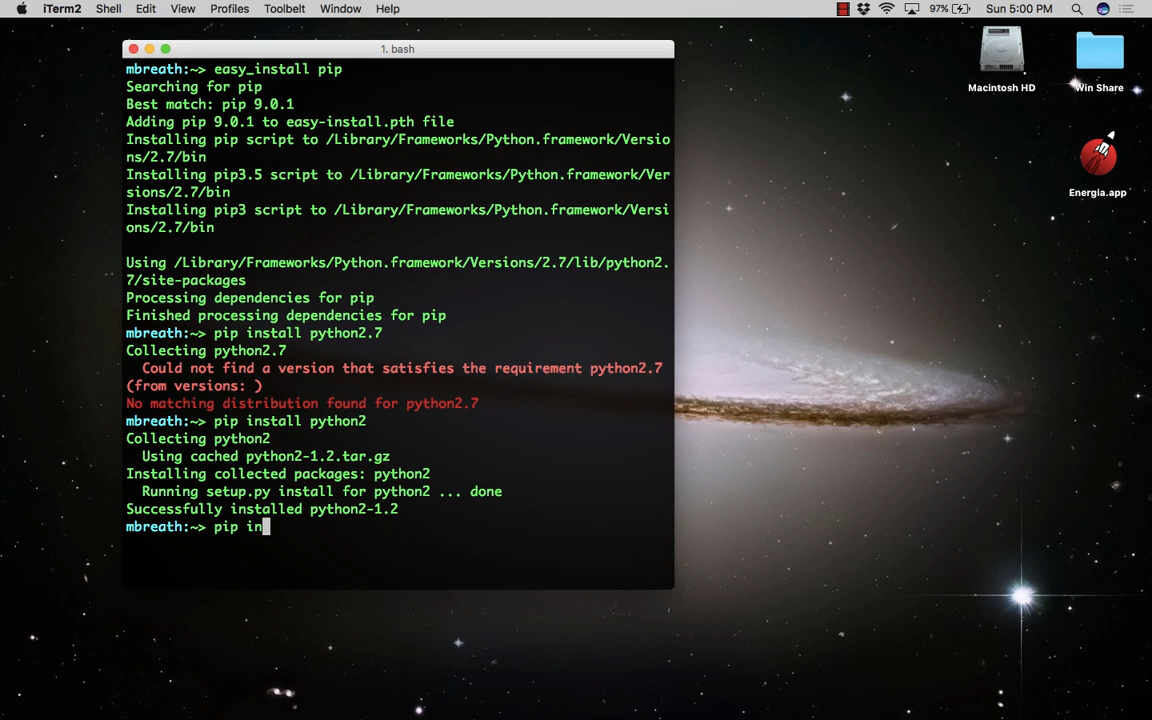 iTerm2 Shell Edit View Profiles Toolbelt Window Help 97% Sun 5:00 PM
1. bash
mbreath:~> easy_install pip
Searching for pip
Best match: pip 9.0.1
Adding pip 9.0.1 to easy-install.pth file
Installing pip script to /Library/Frameworks/Python.framework/Versio
ns/2.7/bin
Installing pip3.5 script to /Library/Frameworks/Python.framework/Ver
sions/2.7/bin
Installing pip3 script to /Library/Frameworks/Python.framework/Versi
ons/2.7/bin
Using /Library/Frameworks/Python.framework/Versions/2.7/lib/python2.
7/site-packages
Processing dependencies for pip
Finished processing dependencies for pip
mbreath:~> pip install python2.7
Collecting python2.7
Could not find a version that satisfies the requirement python2.7
(from versions: )
No matching distribution found for python2.7
mbreath:~> pip install python2
Collecting python2
Using cached python2-1.2.tar.gz
Installing collected packages: python2
Running setup.py install for python2 ... done
Successfully installed python2-1.2
mbreath:~> pip in
Macintosh HD
Win Share
Energia.app